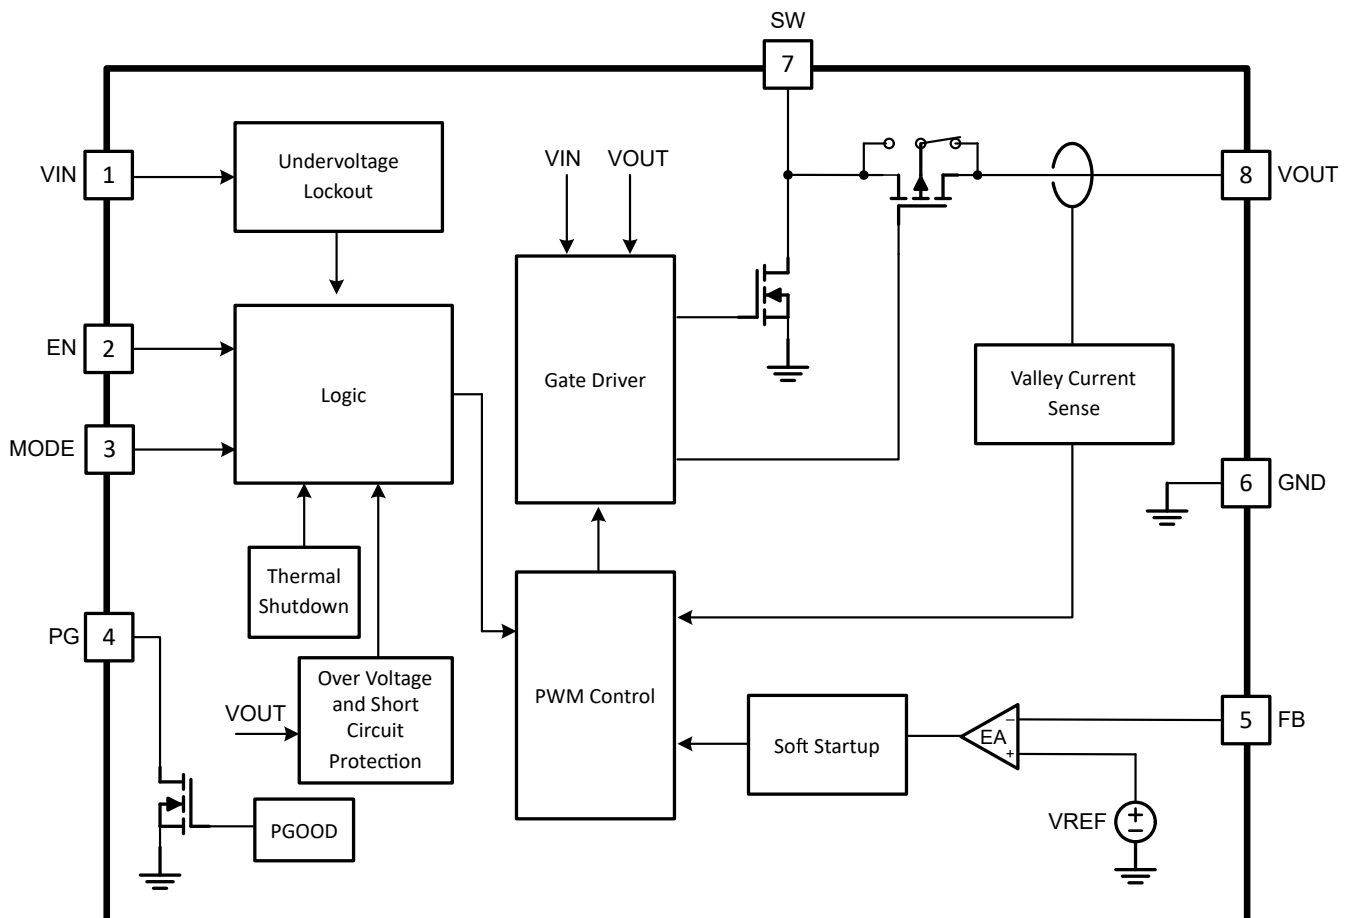 SW
7
VIN
1
Undervoltage
Lockout
VIN
VOUT
8
VOUT
EN
2
Logic
Gate Driver
Valley Current
Sense
MODE
3
6
GND
Thermal
Shutdown
PG
4
Over Voltage
and Short
Circuit
Protection
VOUT
PWM Control
Soft Startup
EA
−
+
5
FB
VREF
+
−
PGOOD